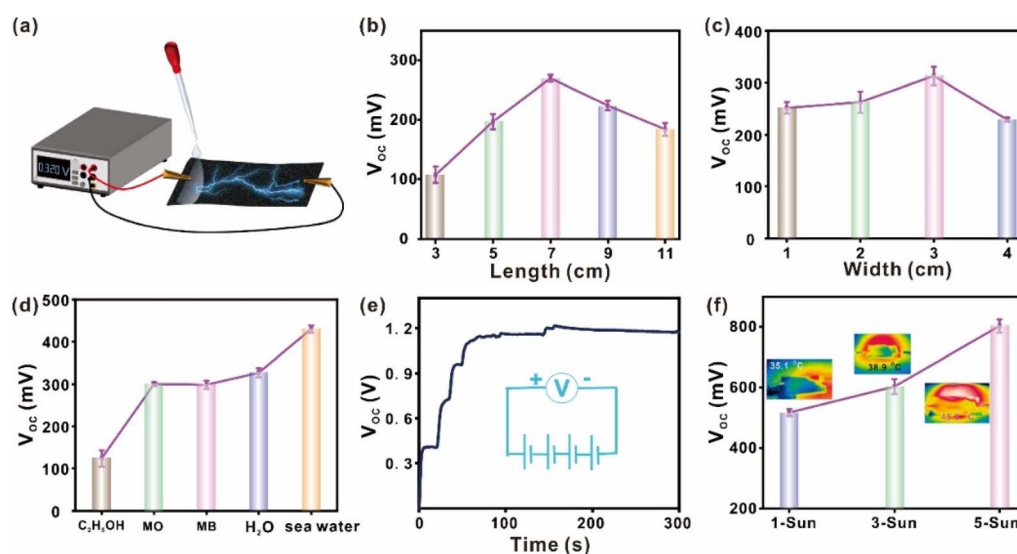 (a)
0.320 V
(b)
V_OC (mV)
300
200
100
0
3 5 7 9 11
Length (cm)
(c)
V_OC (mV)
400
300
200
100
0
1 2 3 4
Width (cm)
(d)
V_OC (mV)
500
400
300
200
100
0
C₂H₅OH MO MB H₂O sea water
(e)
V_OC (V)
1.2
0.9
0.6
0.3
+ V -
0 100 200 300
Time (s)
(f)
V_OC (mV)
800
600
400
200
35.1 °C
38.9 °C
1-Sun 3-Sun 5-Sun